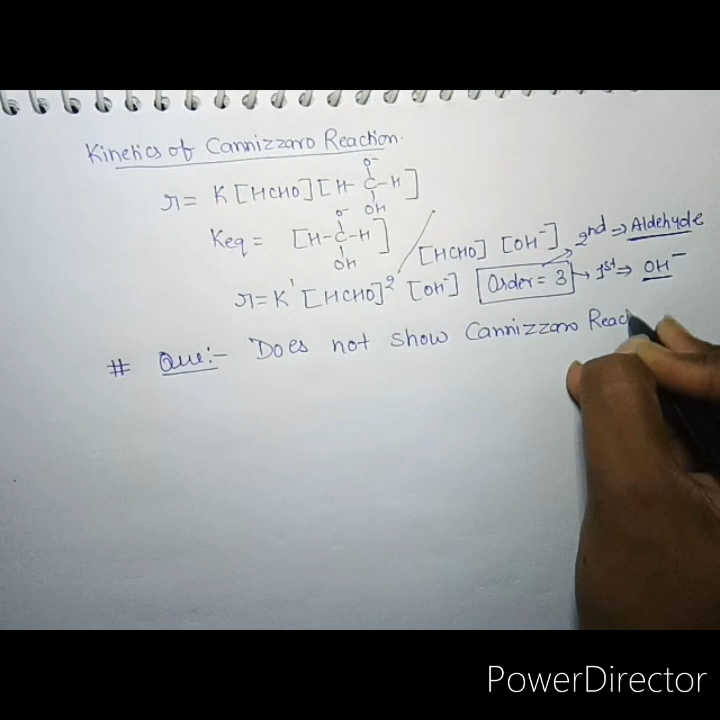 Kinetics of Cannizzaro Reaction.
r = K [HCHO] [H-C(O⁻)(OH)-H]
Keq = [H-C(O⁻)(OH)-H] / [HCHO] [OH⁻]
r = K' [HCHO]² [OH⁻] Order = 3 2nd ⇒ Aldehyde 1st ⇒ OH⁻
# Que:- Does not show Cannizzaro Reac
PowerDirector